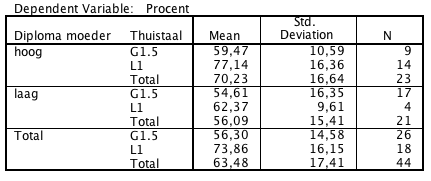 Dependent Variable: Procent
Diploma moeder Thuistaal Mean Std. Deviation N
hoog G1.5 59,47 10,59 9
L1 77,14 16,36 14
Total 70,23 16,64 23
laag G1.5 54,61 16,35 17
L1 62,37 9,61 4
Total 56,09 15,41 21
Total G1.5 56,30 14,58 26
L1 73,86 16,15 18
Total 63,48 17,41 44